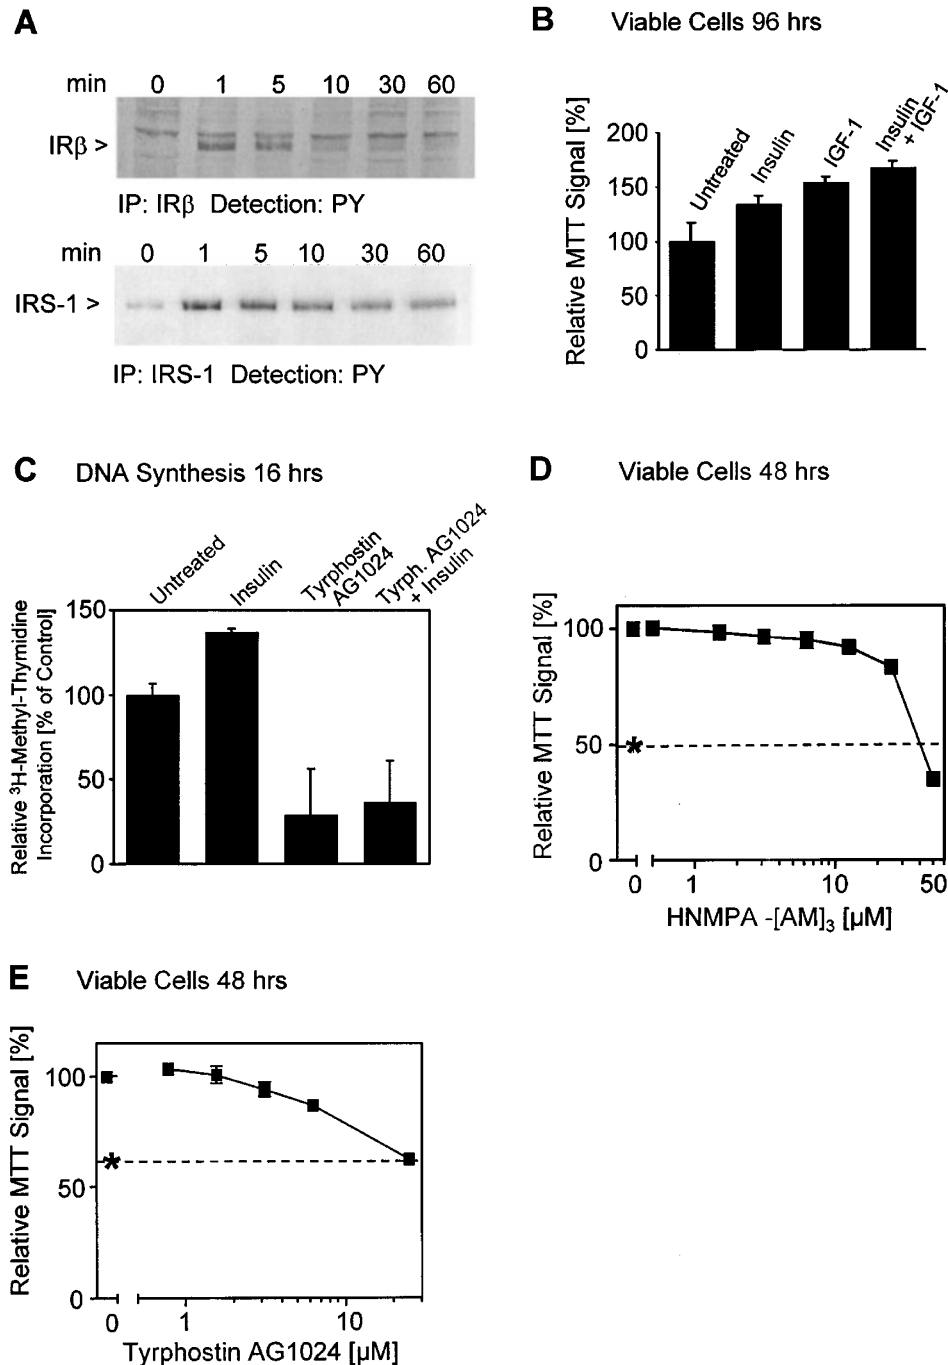 A
min 0 1 5 10 30 60
IRβ >
IP: IRβ Detection: PY
min 0 1 5 10 30 60
IRS-1 >
IP: IRS-1 Detection: PY
B Viable Cells 96 hrs
Relative MTT Signal [%]
200
150
100
50
0
Untreated
Insulin
IGF-1
Insulin
+ IGF-1
C DNA Synthesis 16 hrs
Relative ³H-Methyl-Thymidine
Incorporation [% of Control]
150
100
50
0
Untreated
Insulin
Tyrphostin
AG1024
Tyrph. AG1024
+ Insulin
D Viable Cells 48 hrs
Relative MTT Signal [%]
100
50
0
*
0 1 10 50
HNMPA -[AM]₃ [µM]
E Viable Cells 48 hrs
Relative MTT Signal [%]
100
50
0
*
0 1 10
Tyrphostin AG1024 [µM]